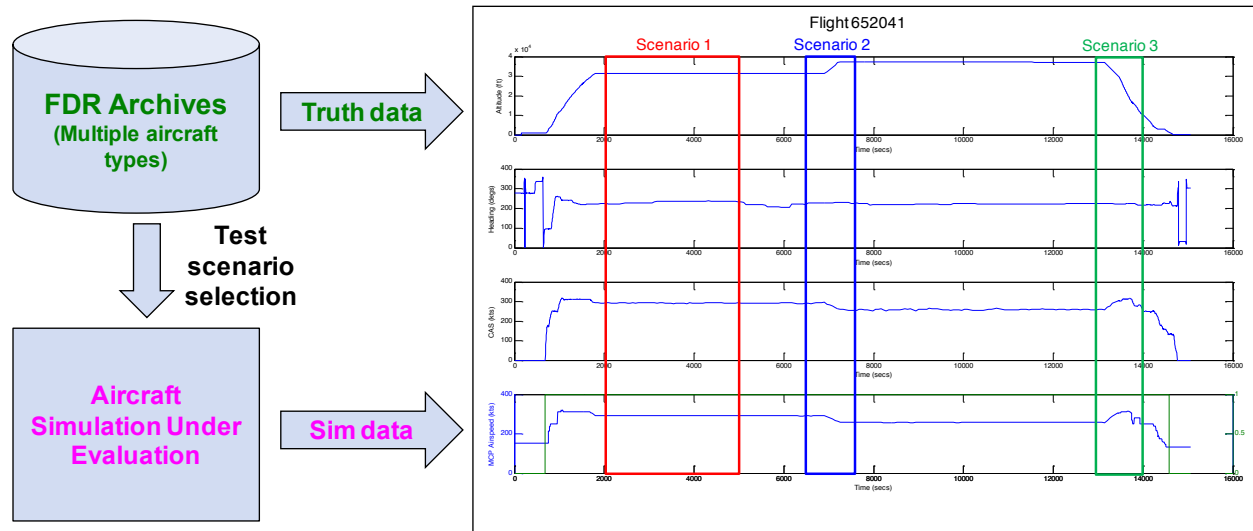 FDR Archives
(Multiple aircraft
types)
Truth data
Test
scenario
selection
Aircraft
Simulation Under
Evaluation
Sim data
Flight 652041
Scenario 1
Scenario 2
Scenario 3
x 10⁴
4
3
2
1
0
Altitude (ft)
0 2000 4000 6000 8000 10000 12000 14000 16000
Time (secs)
400
300
200
100
0
Heading (degs)
0 2000 4000 6000 8000 10000 12000 14000 16000
Time (secs)
400
300
200
100
0
CAS (kts)
0 2000 4000 6000 8000 10000 12000 14000 16000
Time (secs)
400
200
0
MCP Airspeed (kts)
1
0.5
0
0 2000 4000 6000 8000 10000 12000 14000 16000
Time (secs)